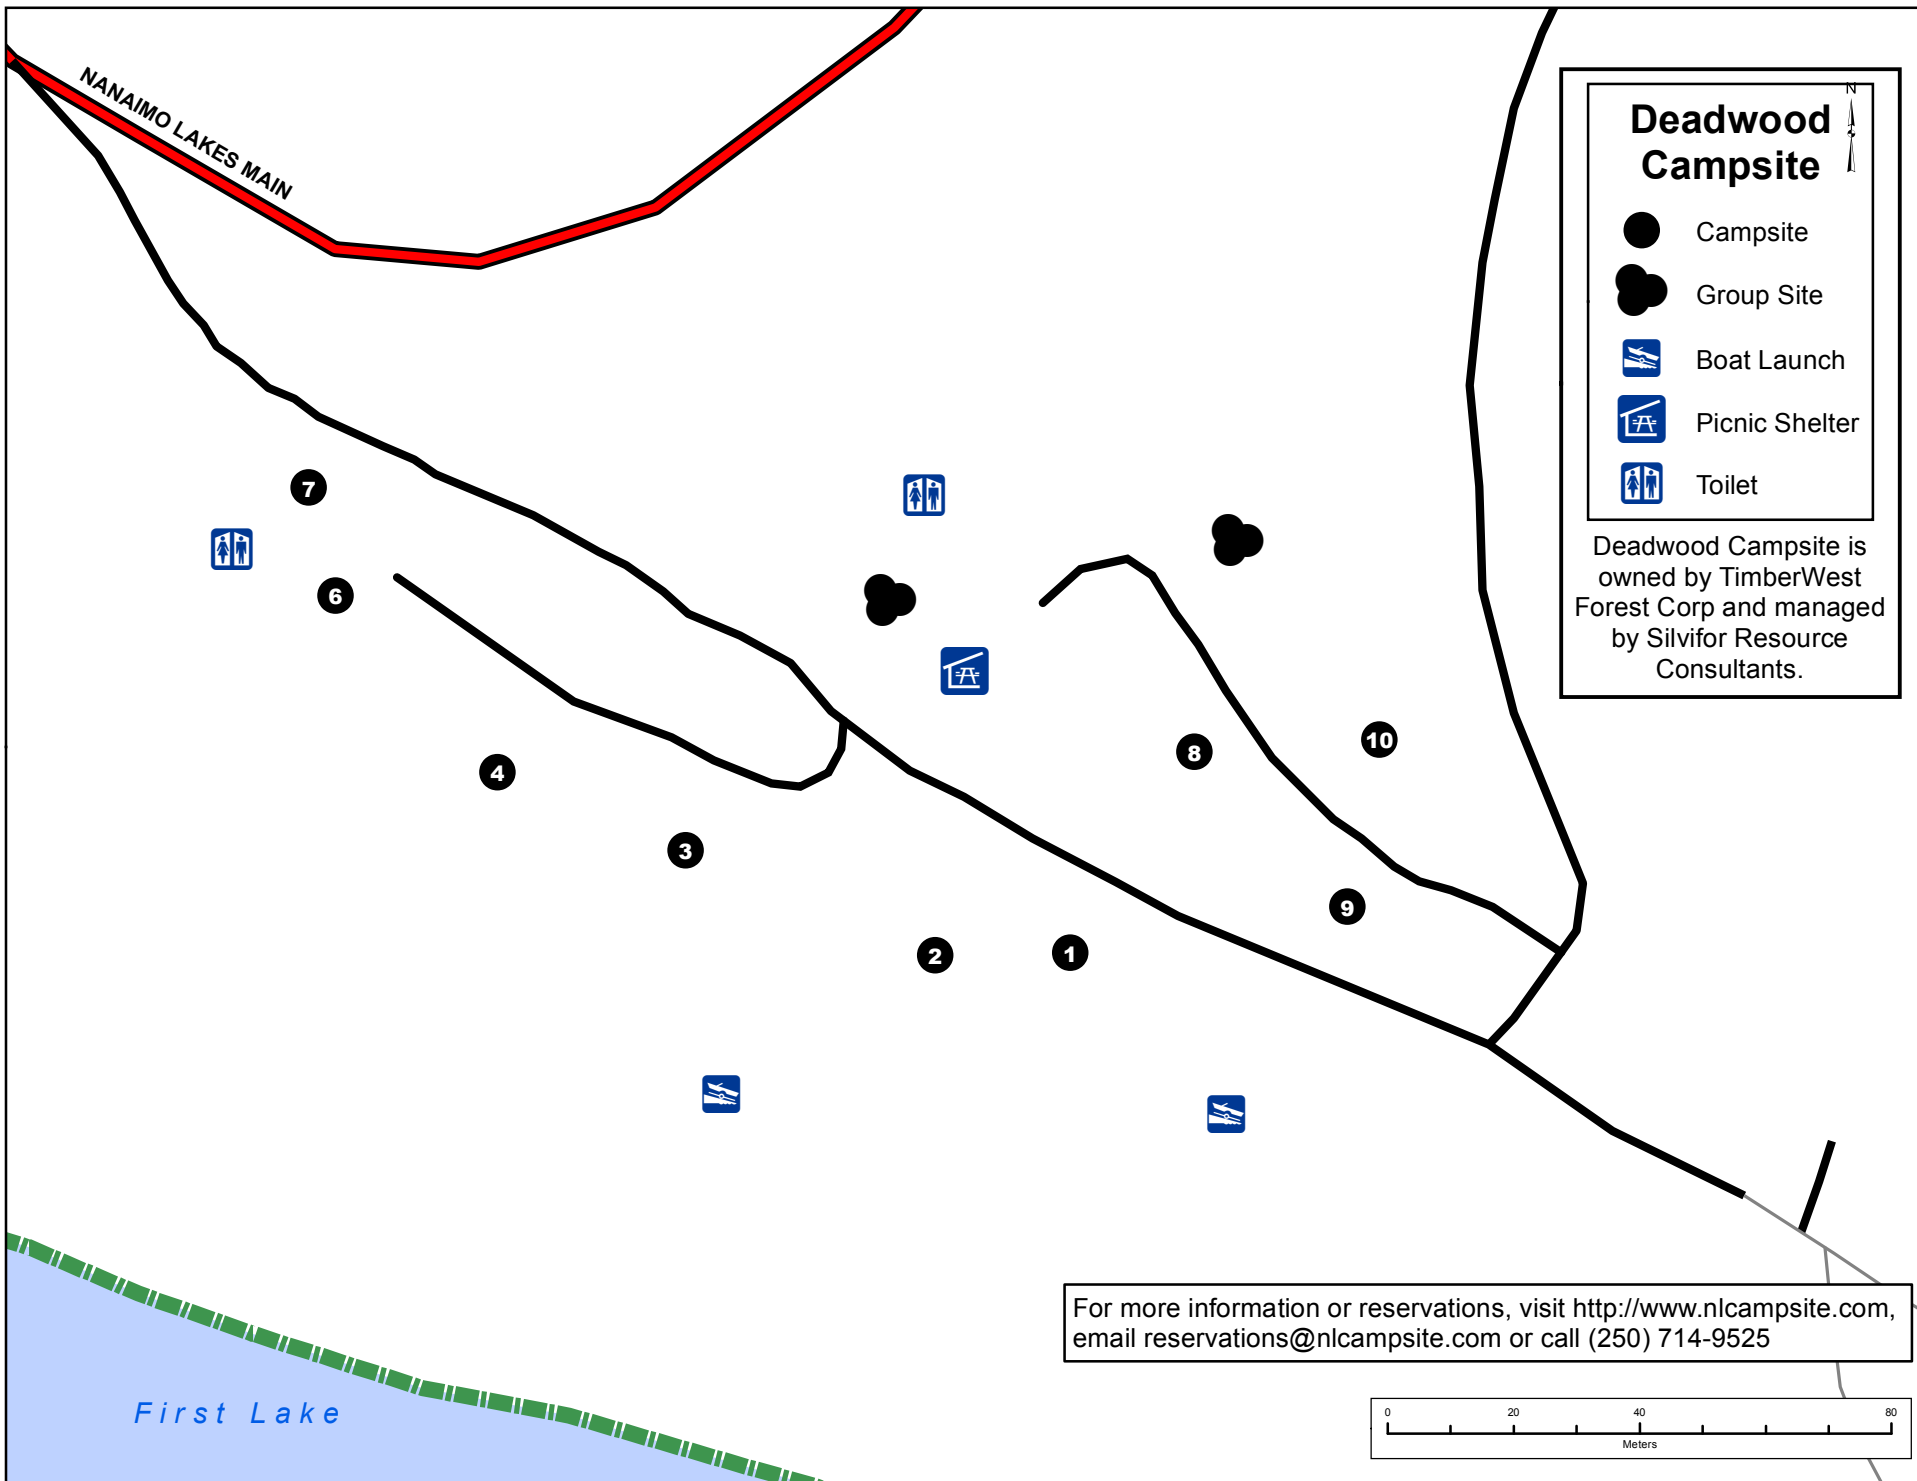 NANAIMO LAKES MAIN
N
Deadwood
Campsite
Campsite
Group Site
Boat Launch
Picnic Shelter
Toilet
Deadwood Campsite is
owned by TimberWest
Forest Corp and managed
by Silvifor Resource
Consultants.
7
6
4
3
2
1
8
10
9
For more information or reservations, visit http://www.nlcampsite.com,
email reservations@nlcampsite.com or call (250) 714-9525
First Lake
0 20 40 80
Meters